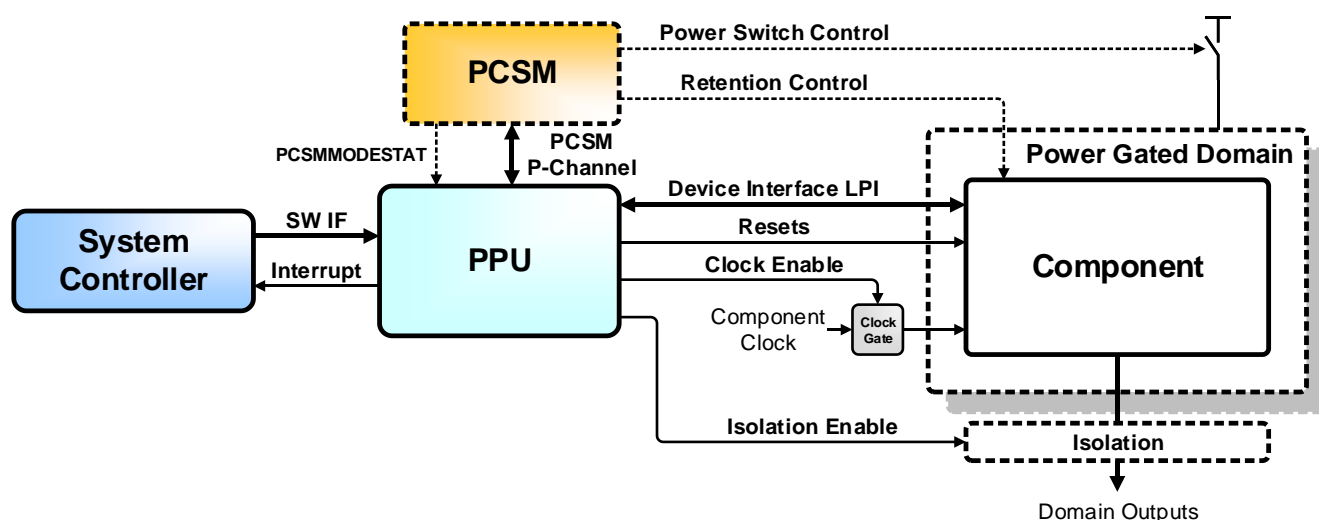 Power Switch Control
PCSM
Retention Control
PCSMMODESTAT
PCSM
P-Channel
Power Gated Domain
Device Interface LPI
SW IF
Resets
System
Controller
PPU
Component
Interrupt
Clock Enable
Component
Clock
Clock
Gate
Isolation Enable
Isolation
Domain Outputs